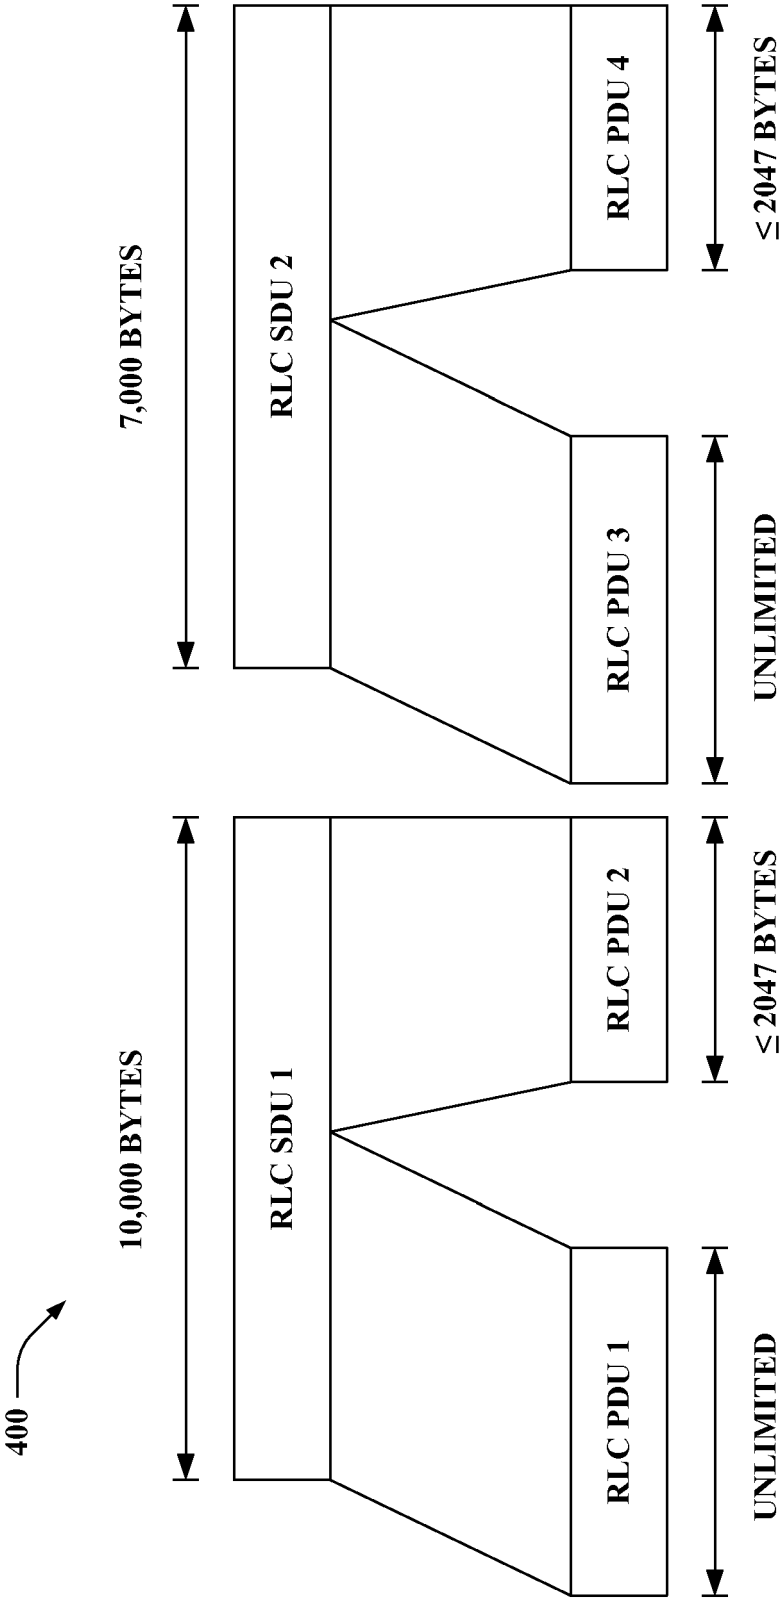 400
10,000 BYTES
7,000 BYTES
RLC SDU 1
RLC SDU 2
RLC PDU 1
RLC PDU 2
RLC PDU 3
RLC PDU 4
UNLIMITED
≤ 2047 BYTES
UNLIMITED
≤ 2047 BYTES